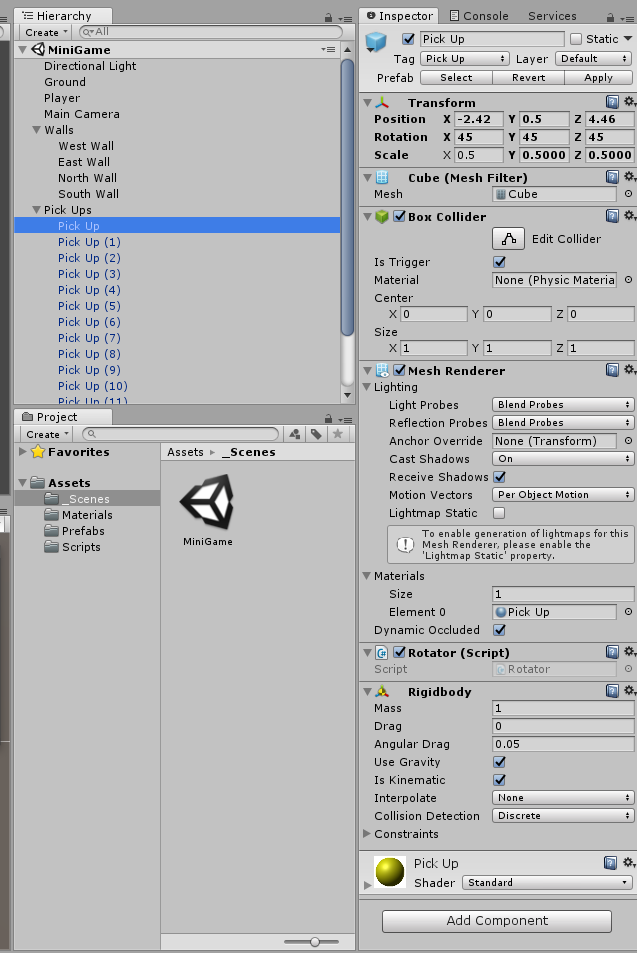 Hierarchy
Create
All
MiniGame
Directional Light
Ground
Player
Main Camera
Walls
West Wall
East Wall
North Wall
South Wall
Pick Ups
Pick Up
Pick Up (1)
Pick Up (2)
Pick Up (3)
Pick Up (4)
Pick Up (5)
Pick Up (6)
Pick Up (7)
Pick Up (8)
Pick Up (9)
Pick Up (10)
Pick Up (11)
Project
Create
Favorites
Assets
_Scenes
Materials
Prefabs
Scripts
Assets ▸ _Scenes
MiniGame
Inspector Console Services
Pick Up Static
Tag Pick Up Layer Default
Prefab Select Revert Apply
Transform
Position X -2.42 Y 0.5 Z 4.46
Rotation X 45 Y 45 Z 45
Scale X 0.5 Y 0.5000 Z 0.5000
Cube (Mesh Filter)
Mesh Cube
Box Collider
Edit Collider
Is Trigger
Material None (Physic Materia
Center
X 0 Y 0 Z 0
Size
X 1 Y 1 Z 1
Mesh Renderer
Lighting
Light Probes Blend Probes
Reflection Probes Blend Probes
Anchor Override None (Transform)
Cast Shadows On
Receive Shadows
Motion Vectors Per Object Motion
Lightmap Static
To enable generation of lightmaps for this
Mesh Renderer, please enable the
'Lightmap Static' property.
Materials
Size 1
Element 0 Pick Up
Dynamic Occluded
Rotator (Script)
Script Rotator
Rigidbody
Mass 1
Drag 0
Angular Drag 0.05
Use Gravity
Is Kinematic
Interpolate None
Collision Detection Discrete
Constraints
Pick Up
Shader Standard
Add Component